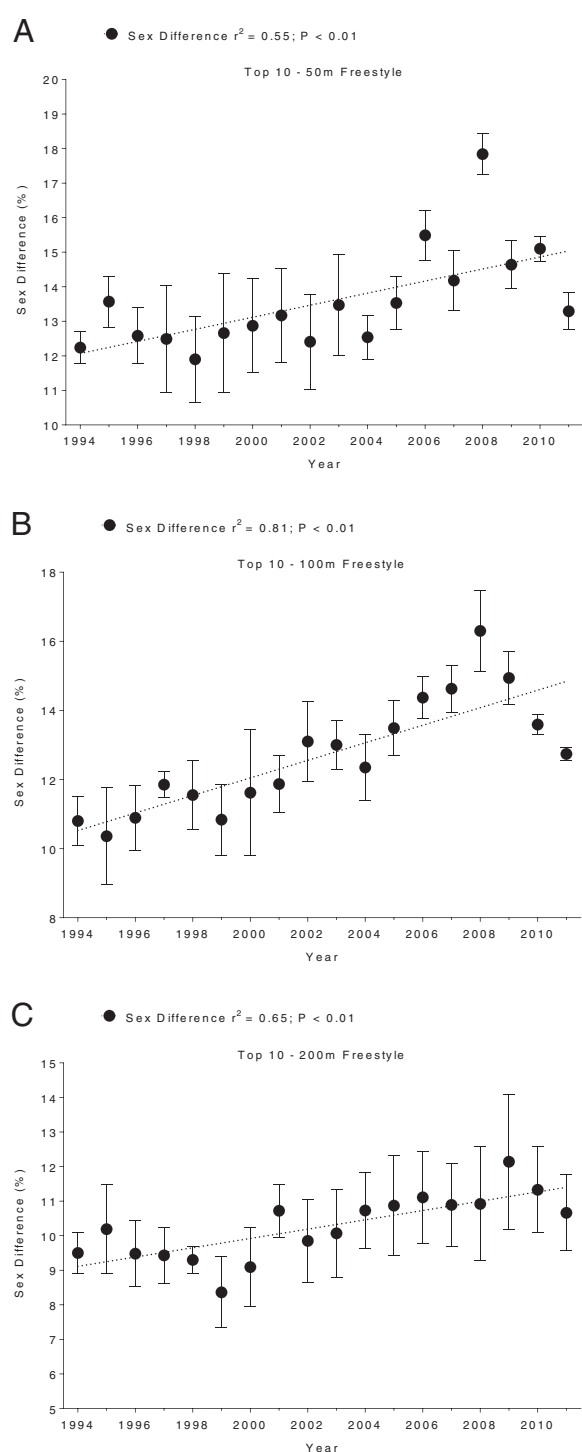 A
Sex Difference r² = 0.55; P < 0.01
Top 10 - 50m Freestyle
20
19
18
17
16
15
14
13
12
11
10
Sex Difference (%)
1994 1996 1998 2000 2002 2004 2006 2008 2010
Year
B
Sex Difference r² = 0.81; P < 0.01
Top 10 - 100m Freestyle
18
16
14
12
10
8
Sex Difference (%)
1994 1996 1998 2000 2002 2004 2006 2008 2010
Year
C
Sex Difference r² = 0.65; P < 0.01
Top 10 - 200m Freestyle
15
14
13
12
11
10
9
8
7
6
5
Sex Difference (%)
1994 1996 1998 2000 2002 2004 2006 2008 2010
Year